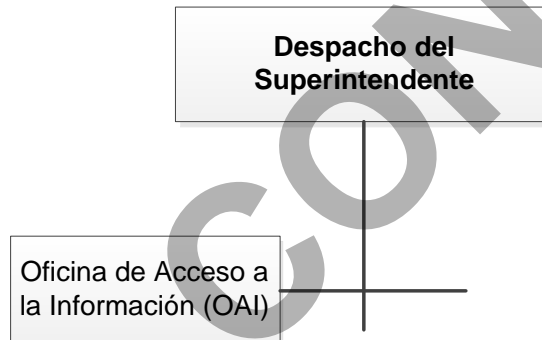 Despacho del
Superintendente
CON
Oficina de Acceso a
la Información (OAI)